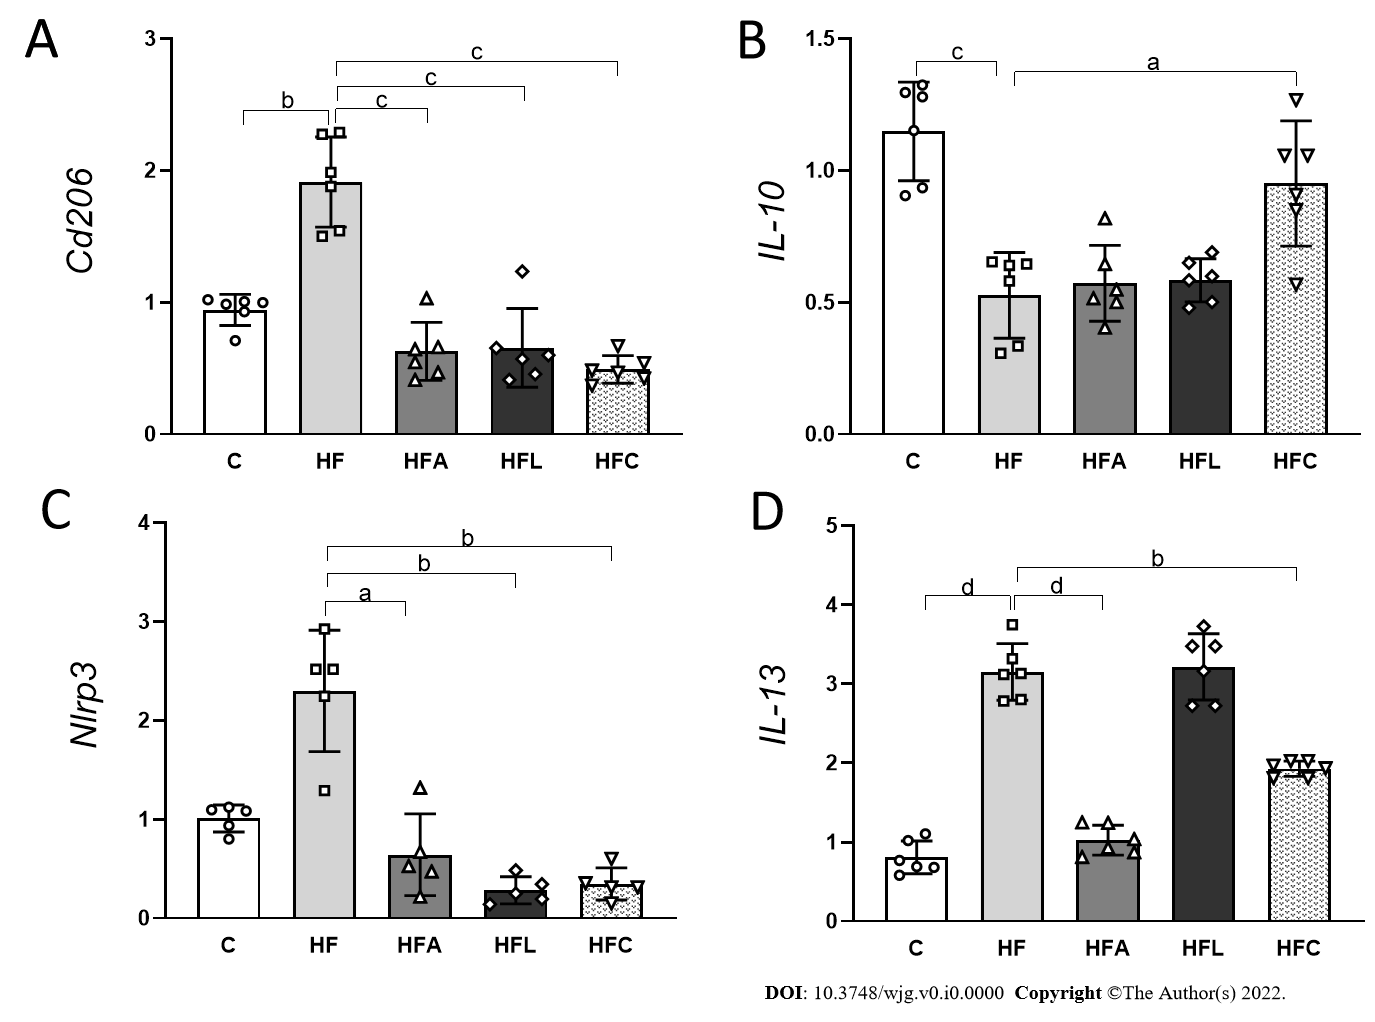 A
Cd206
3
2
1
0
b
c
c
c
C
HF
HFA
HFL
HFC
B
IL-10
1.5
1.0
0.5
0.0
c
a
C
HF
HFA
HFL
HFC
C
Nlrp3
4
3
2
1
0
b
b
a
C
HF
HFA
HFL
HFC
D
IL-13
5
4
3
2
1
0
b
d
d
C
HF
HFA
HFL
HFC
DOI: 10.3748/wjg.v0.i0.0000 Copyright ©The Author(s) 2022.